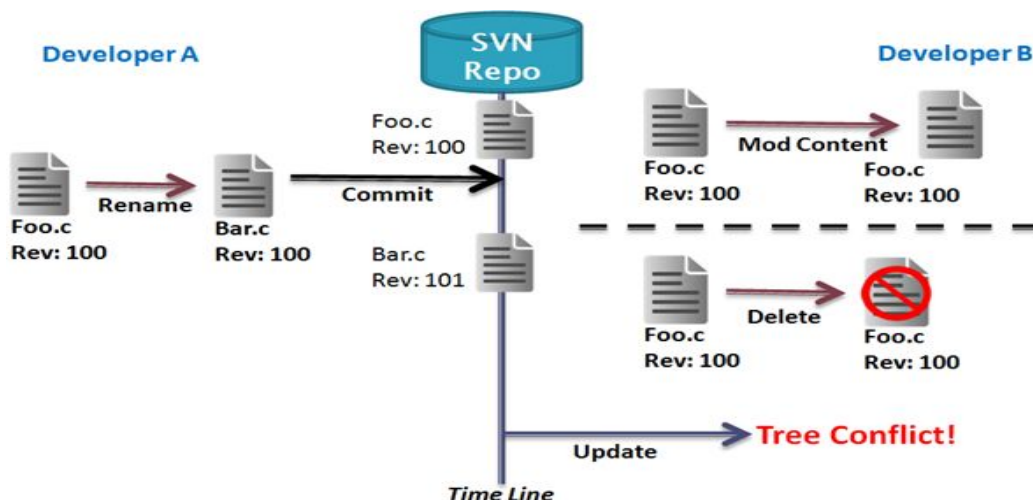 Developer A
SVN
Repo
Developer B
Foo.c
Rev: 100
Foo.c
Rev: 100
Rename
Bar.c
Rev: 100
Commit
Bar.c
Rev: 101
Foo.c
Rev: 100
Mod Content
Foo.c
Rev: 100
Foo.c
Rev: 100
Delete
Foo.c
Rev: 100
Update
Tree Conflict!
Time Line